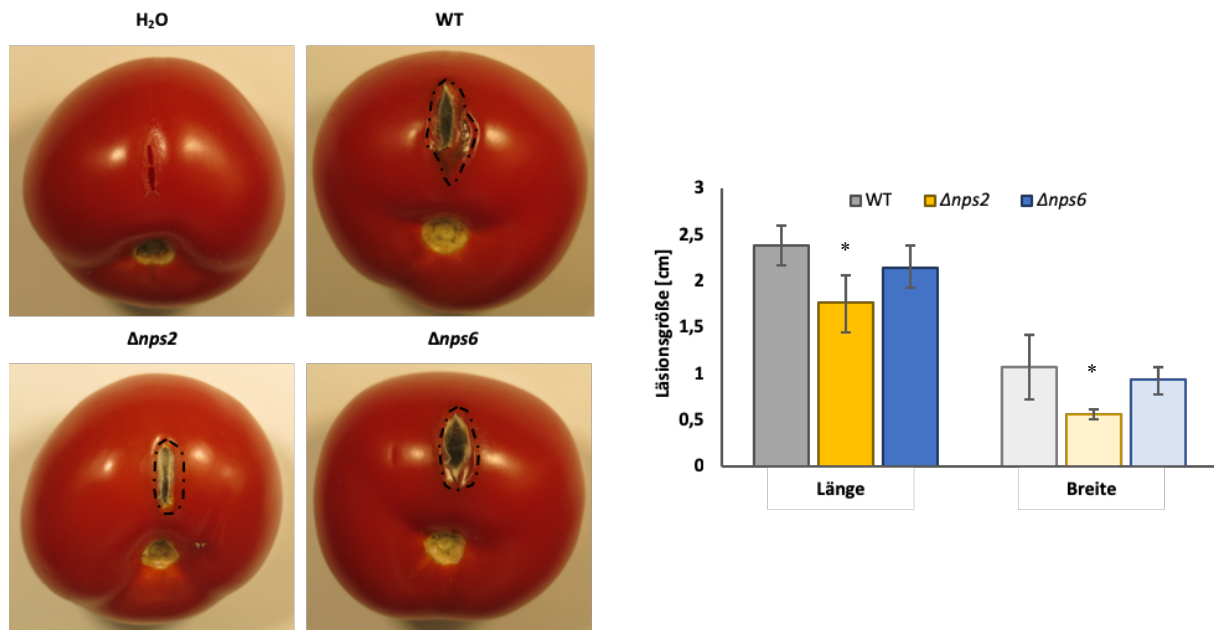 H₂O
WT
Δnps2
Δnps6
WT
Δnps2
Δnps6
Läsionsgröße [cm]
3
2,5
2
1,5
1
0,5
0
*
*
Länge
Breite